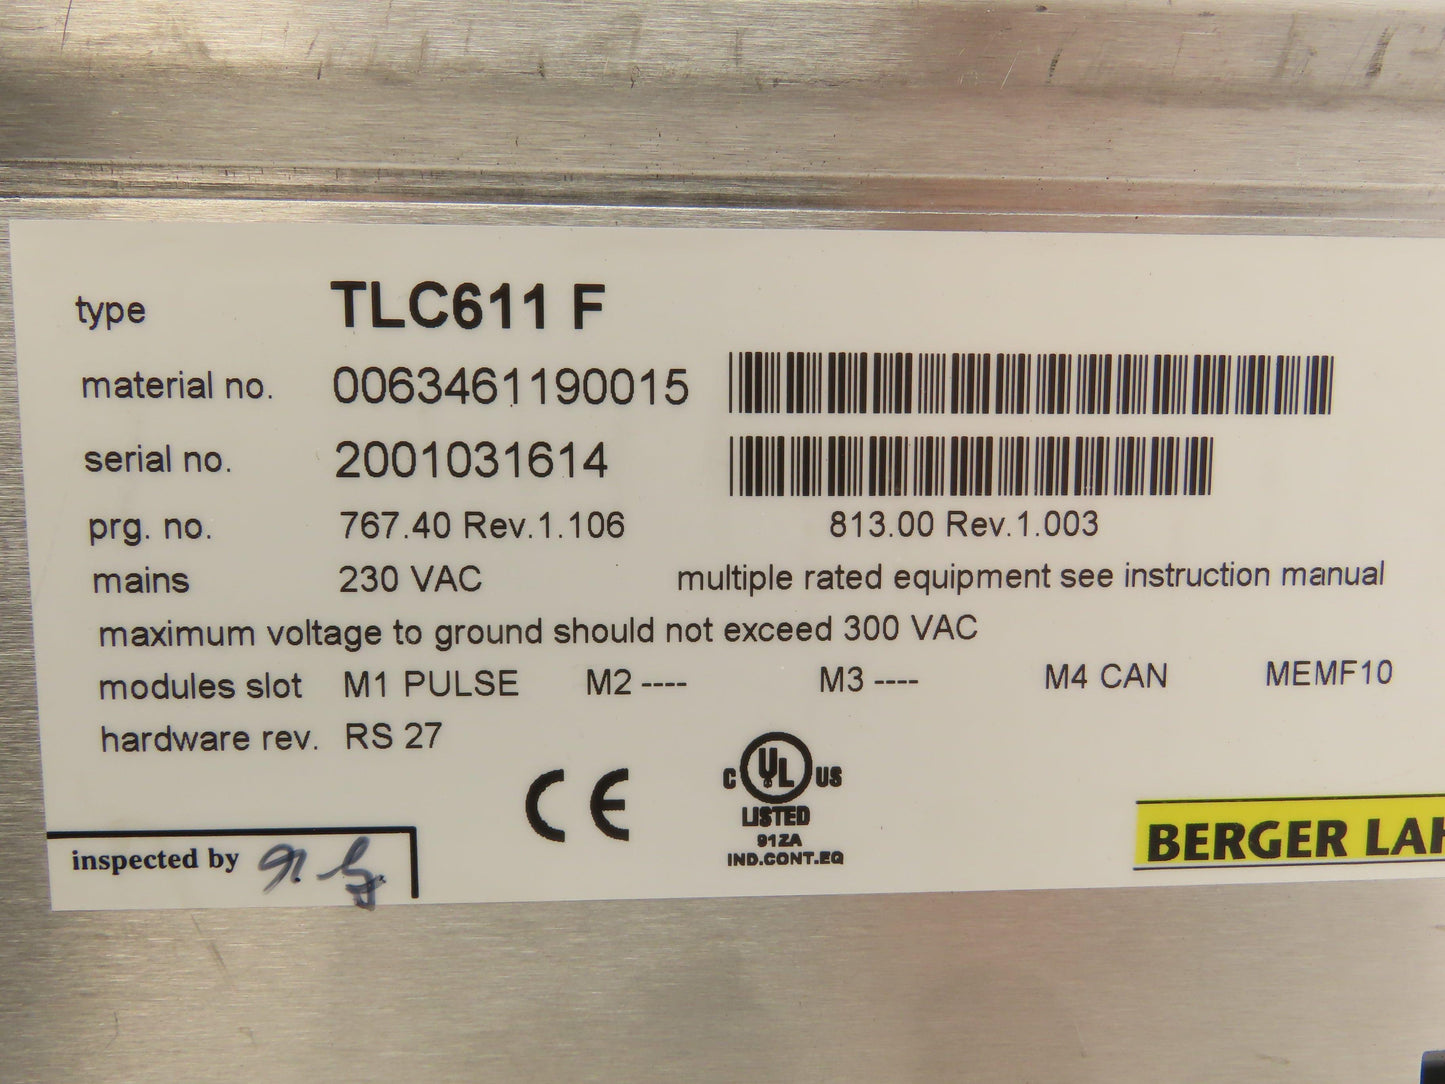 type TLC611 F
material no. 0063461190015
serial no. 2001031614
prg. no. 767.40 Rev.1.106 813.00 Rev.1.003
mains 230 VAC multiple rated equipment see instruction manual
maximum voltage to ground should not exceed 300 VAC
modules slot M1 PULSE M2 ---- M3 ---- M4 CAN MEMF10
hardware rev. RS 27
CE
C UL US
LISTED
91ZA
IND.CONT.EQ
BERGER LAH
inspected by